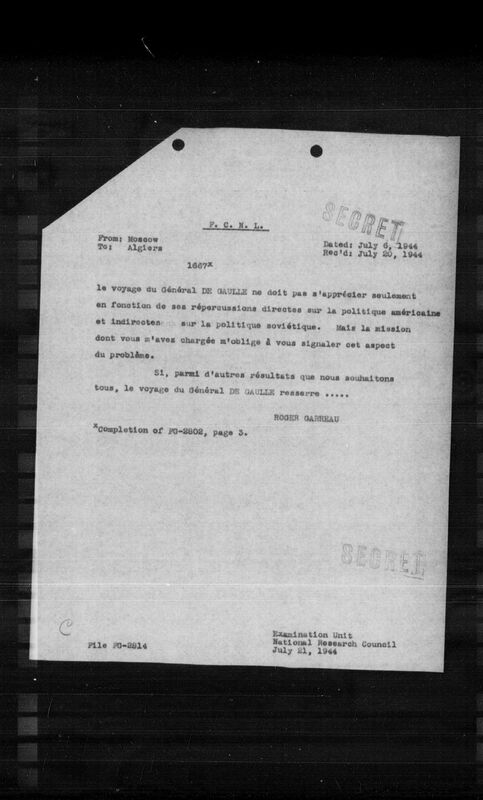 SECRET
F. C. N. L.
From: Moscow
To: Algiers
Dated: July 6, 1944
Rec'd: July 20, 1944
1667x
le voyage du Général DE GAULLE ne doit pas s'apprécier seulement
en fonction de ses répercussions directes sur la politique américaine
et indirectes sur la politique soviétique. Mais la mission
dont vous m'avez chargée m'oblige à vous signaler cet aspect
du problème.
Si, parmi d'autres résultats que nous souhaitons
tous, le voyage du Général DE GAULLE resserre .....
ROGER GARREAU
xCompletion of FG-2802, page 3.
SECRET
C
File FG-2814
Examination Unit
National Research Council
July 21, 1944